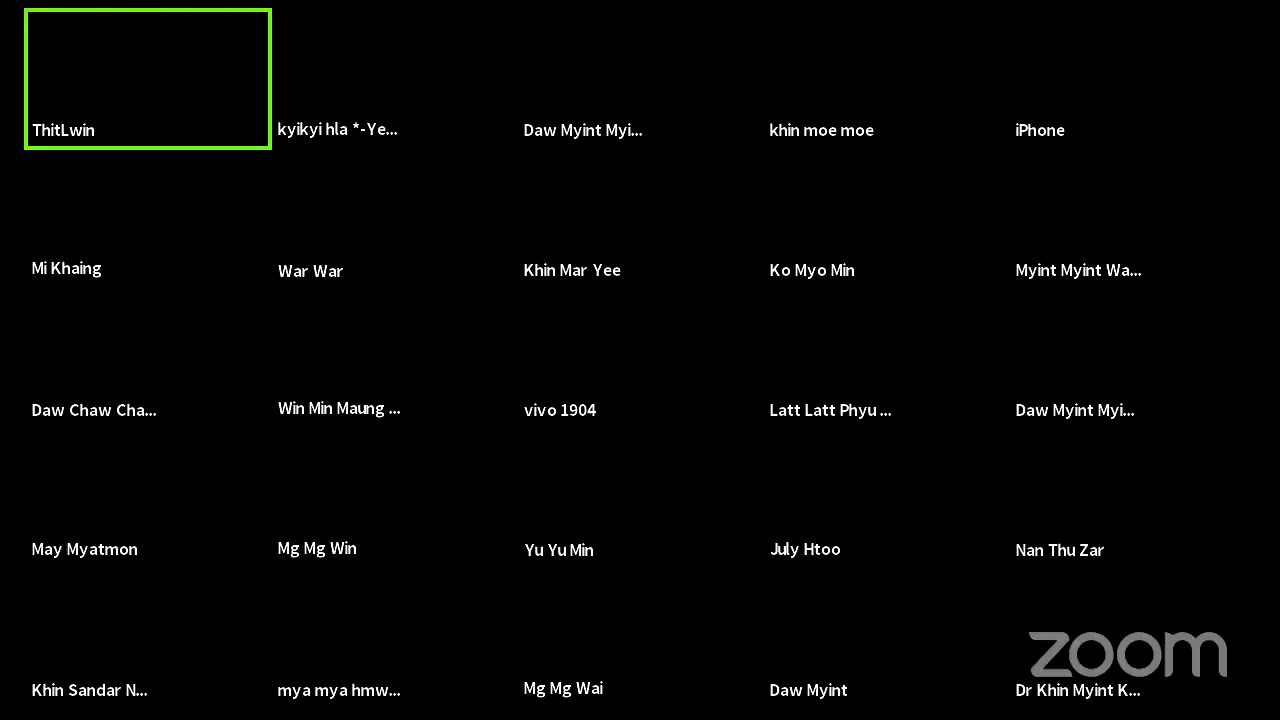 ThitLwin
kyikyi hla *-Ye...
Daw Myint Myi...
khin moe moe
iPhone
Mi Khaing
War War
Khin Mar Yee
Ko Myo Min
Myint Myint Wa...
Daw Chaw Cha...
Win Min Maung ...
vivo 1904
Latt Latt Phyu ...
Daw Myint Myi...
May Myatmon
Mg Mg Win
Yu Yu Min
July Htoo
Nan Thu Zar
zoom
Khin Sandar N...
mya mya hmw...
Mg Mg Wai
Daw Myint
Dr Khin Myint K...